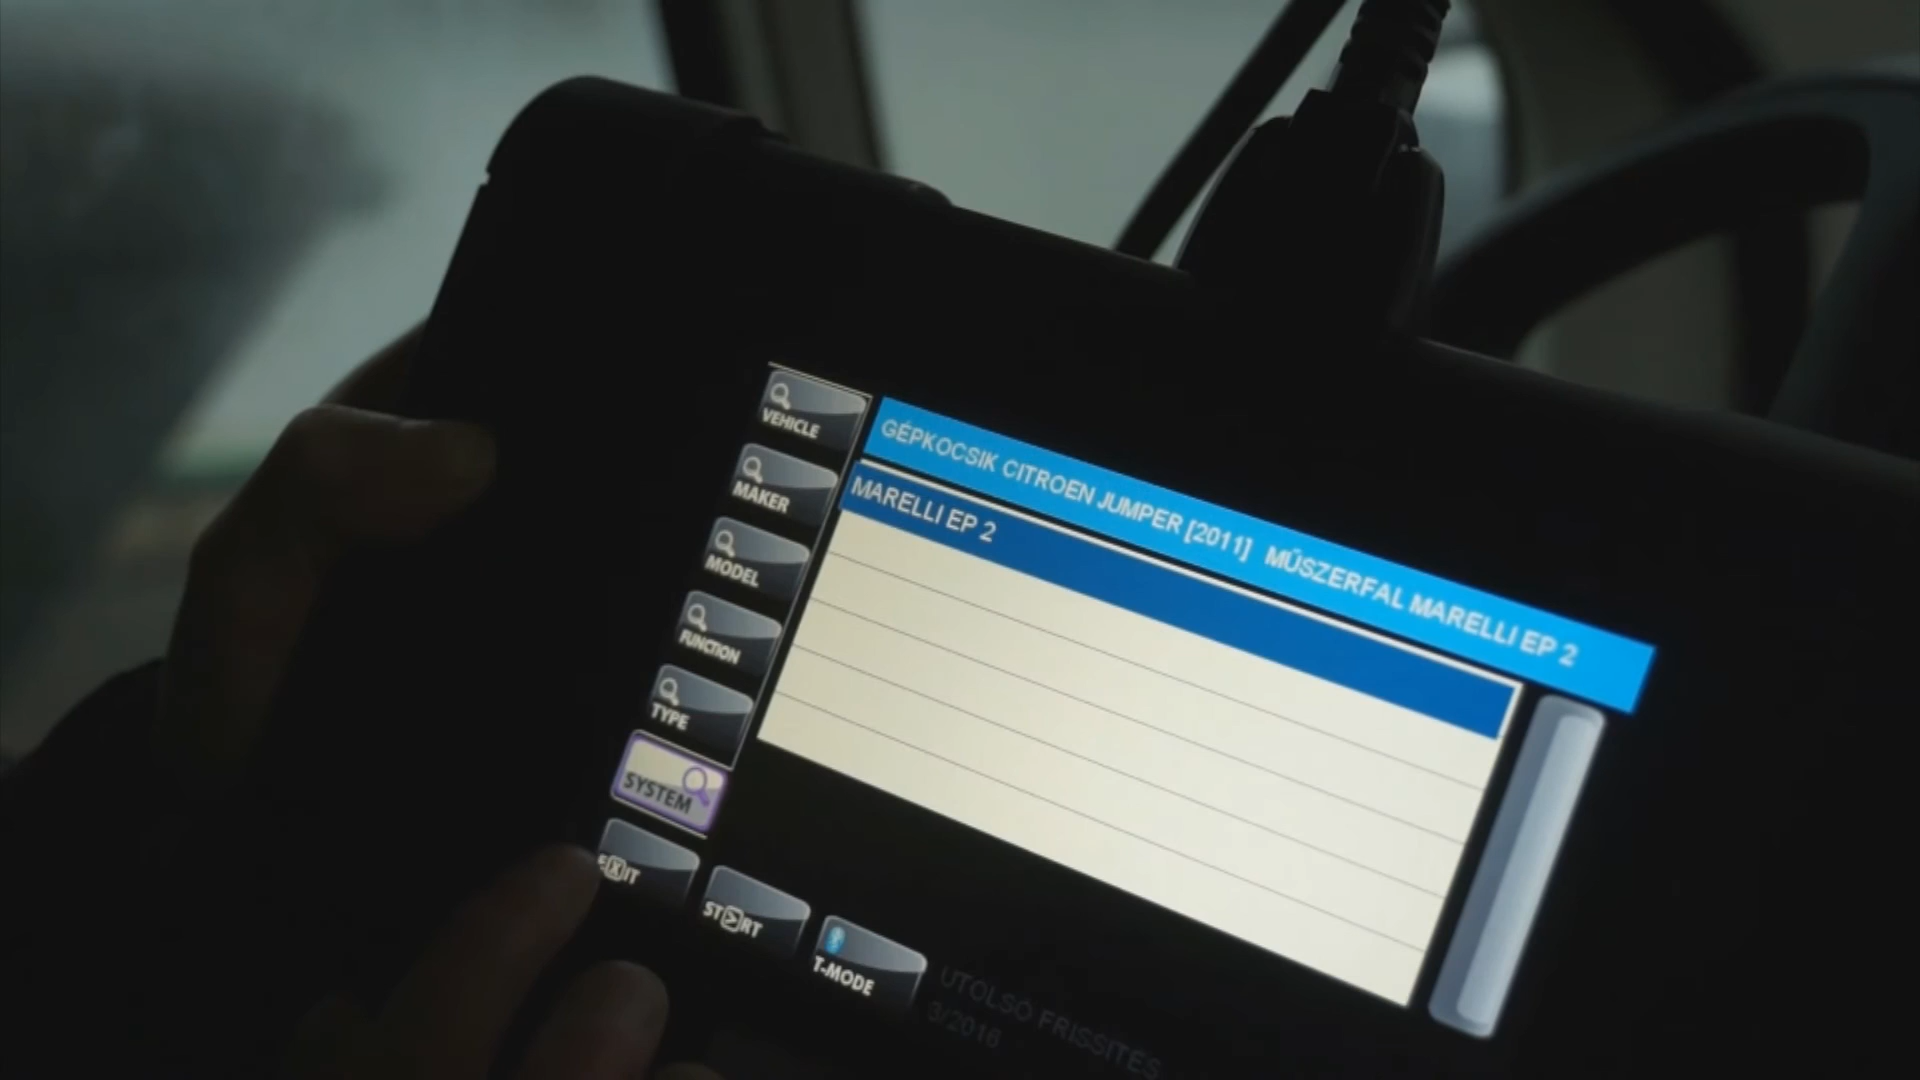 VEHICLE
GÉPKOCSIK CITROEN JUMPER [2011] MŰSZERFAL MARELLI EP 2
MAKER
MARELLI EP 2
MODEL
FUNCTION
TYPE
SYSTEM
EXIT
START
T-MODE
UTOLSÓ FRISSÍTÉS
3/2016